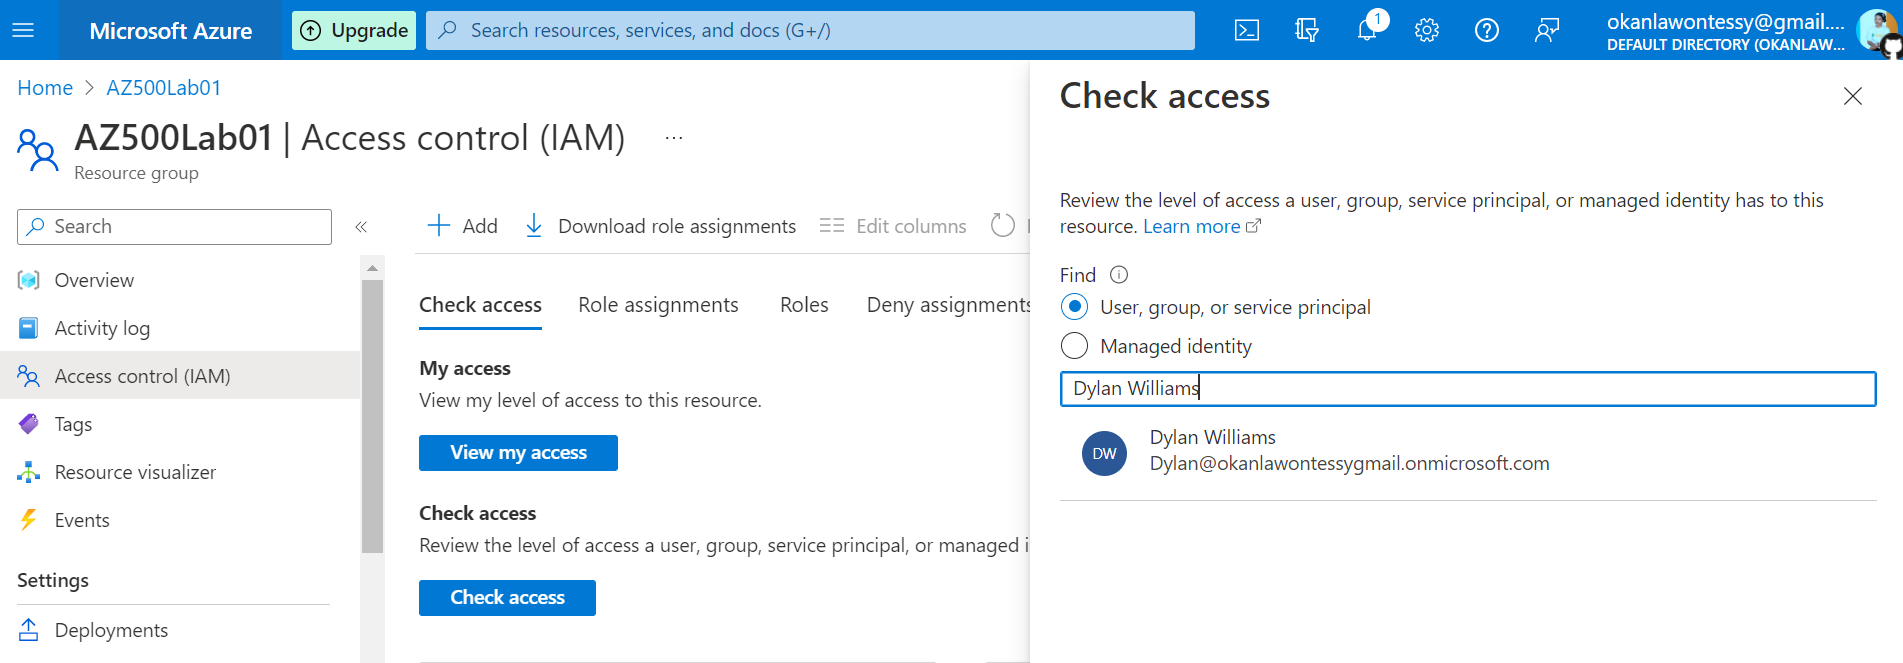 Microsoft Azure
Upgrade
Search resources, services, and docs (G+/)
1
okanlawontessy@gmail....
DEFAULT DIRECTORY (OKANLAW...
Home > AZ500Lab01
AZ500Lab01 | Access control (IAM) ...
Resource group
Search
«
Overview
Activity log
Access control (IAM)
Tags
Resource visualizer
Events
Settings
Deployments
Add
Download role assignments
Edit columns
Check access
Role assignments
Roles
Deny assignments
My access
View my level of access to this resource.
View my access
Check access
Review the level of access a user, group, service principal, or managed i
Check access
Check access
Review the level of access a user, group, service principal, or managed identity has to this
resource. Learn more
Find
User, group, or service principal
Managed identity
Dylan Williams
DW
Dylan Williams
Dylan@okanlawontessygmail.onmicrosoft.com